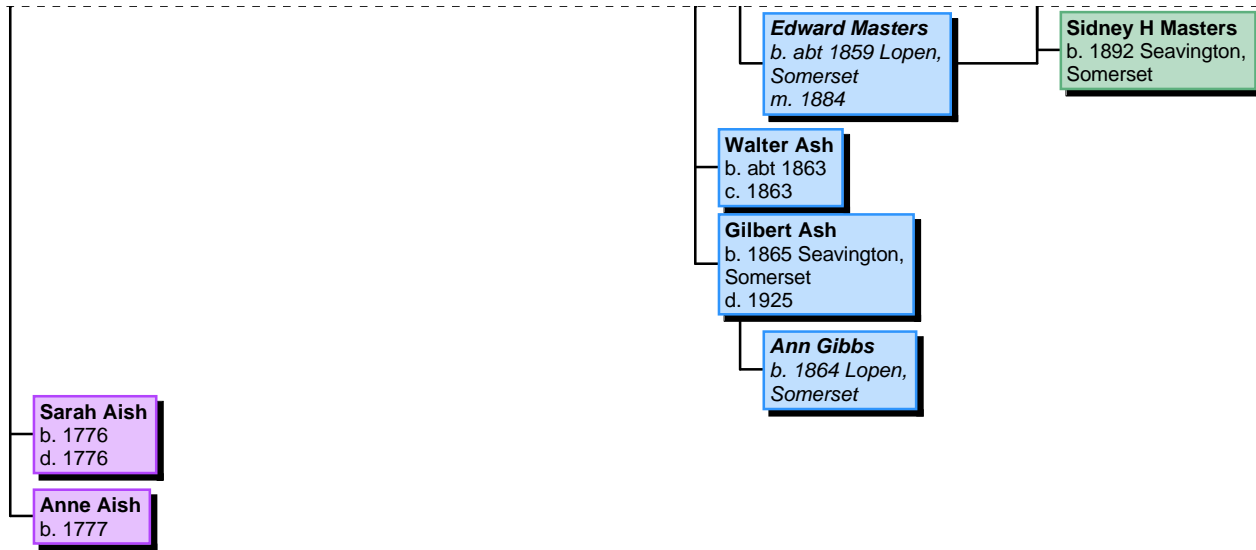 Edward Masters
b. abt 1859 Lopen,
Somerset
m. 1884
Sidney H Masters
b. 1892 Seavington,
Somerset
Walter Ash
b. abt 1863
c. 1863
Gilbert Ash
b. 1865 Seavington,
Somerset
d. 1925
Ann Gibbs
b. 1864 Lopen,
Somerset
Sarah Aish
b. 1776
d. 1776
Anne Aish
b. 1777